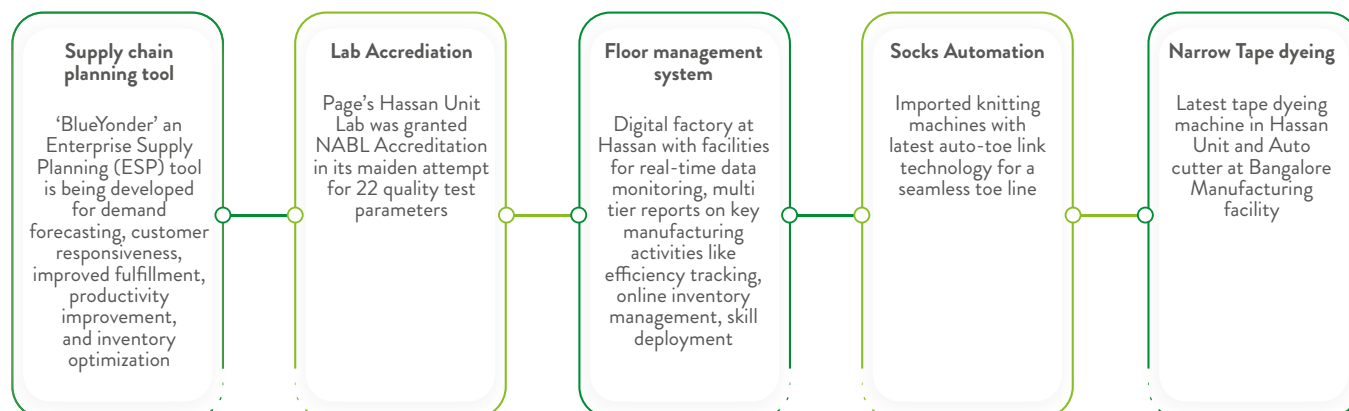 Supply chain
planning tool
‘BlueYonder’ an
Enterprise Supply
Planning (ESP) tool
is being developed
for demand
forecasting, customer
responsiveness,
improved fulfillment,
productivity
improvement,
and inventory
optimization
Lab Accrediation
Page’s Hassan Unit
Lab was granted
NABL Accreditation
in its maiden attempt
for 22 quality test
parameters
Floor management
system
Digital factory at
Hassan with facilities
for real-time data
monitoring, multi
tier reports on key
manufacturing
activities like
efficiency tracking,
online inventory
management, skill
deployment
Socks Automation
Imported knitting
machines with
latest auto-toe link
technology for a
seamless toe line
Narrow Tape dyeing
Latest tape dyeing
machine in Hassan
Unit and Auto
cutter at Bangalore
Manufacturing
facility